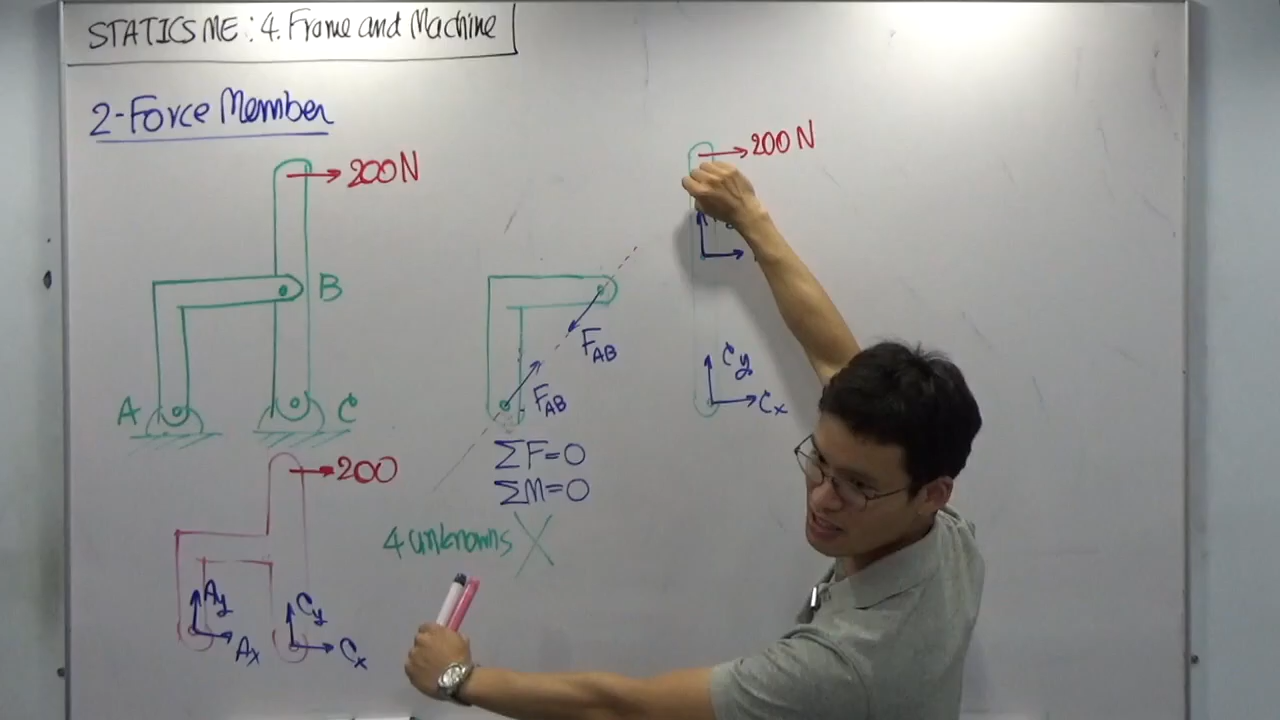 STATICS ME: 4. Frame and Machine
2-Force Member
200N
B
A
C
200
Ay
Ax
Cy
Cx
FAB
FAB
ΣF=0
ΣM=0
4 unknowns X
200N
Cy
Cx